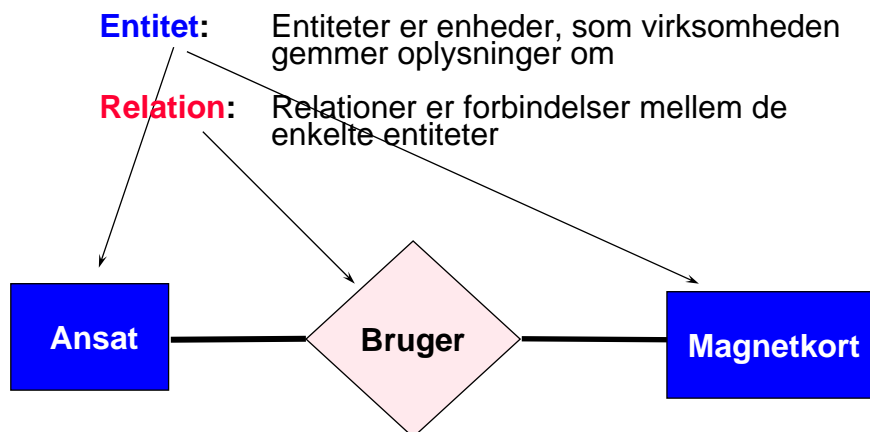 Entitet: Entiteter er enheder, som virksomheden
gemmer oplysninger om
Relation: Relationer er forbindelser mellem de
enkelte entiteter
Ansat
Bruger
Magnetkort